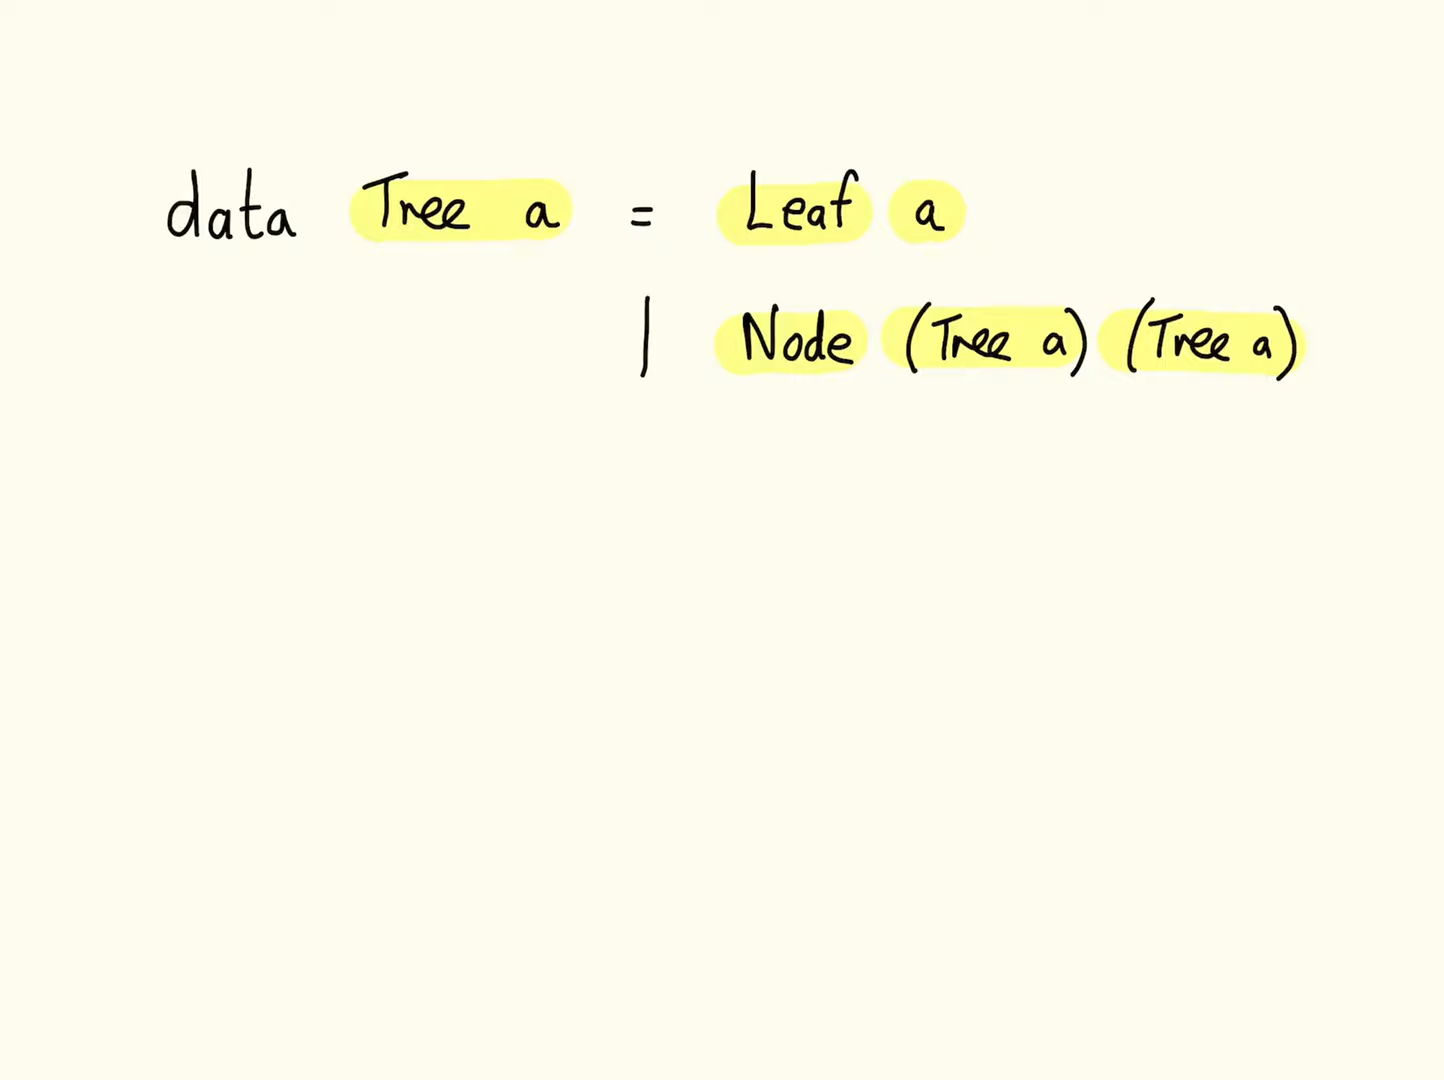 data Tree a = Leaf a
| Node (Tree a) (Tree a)